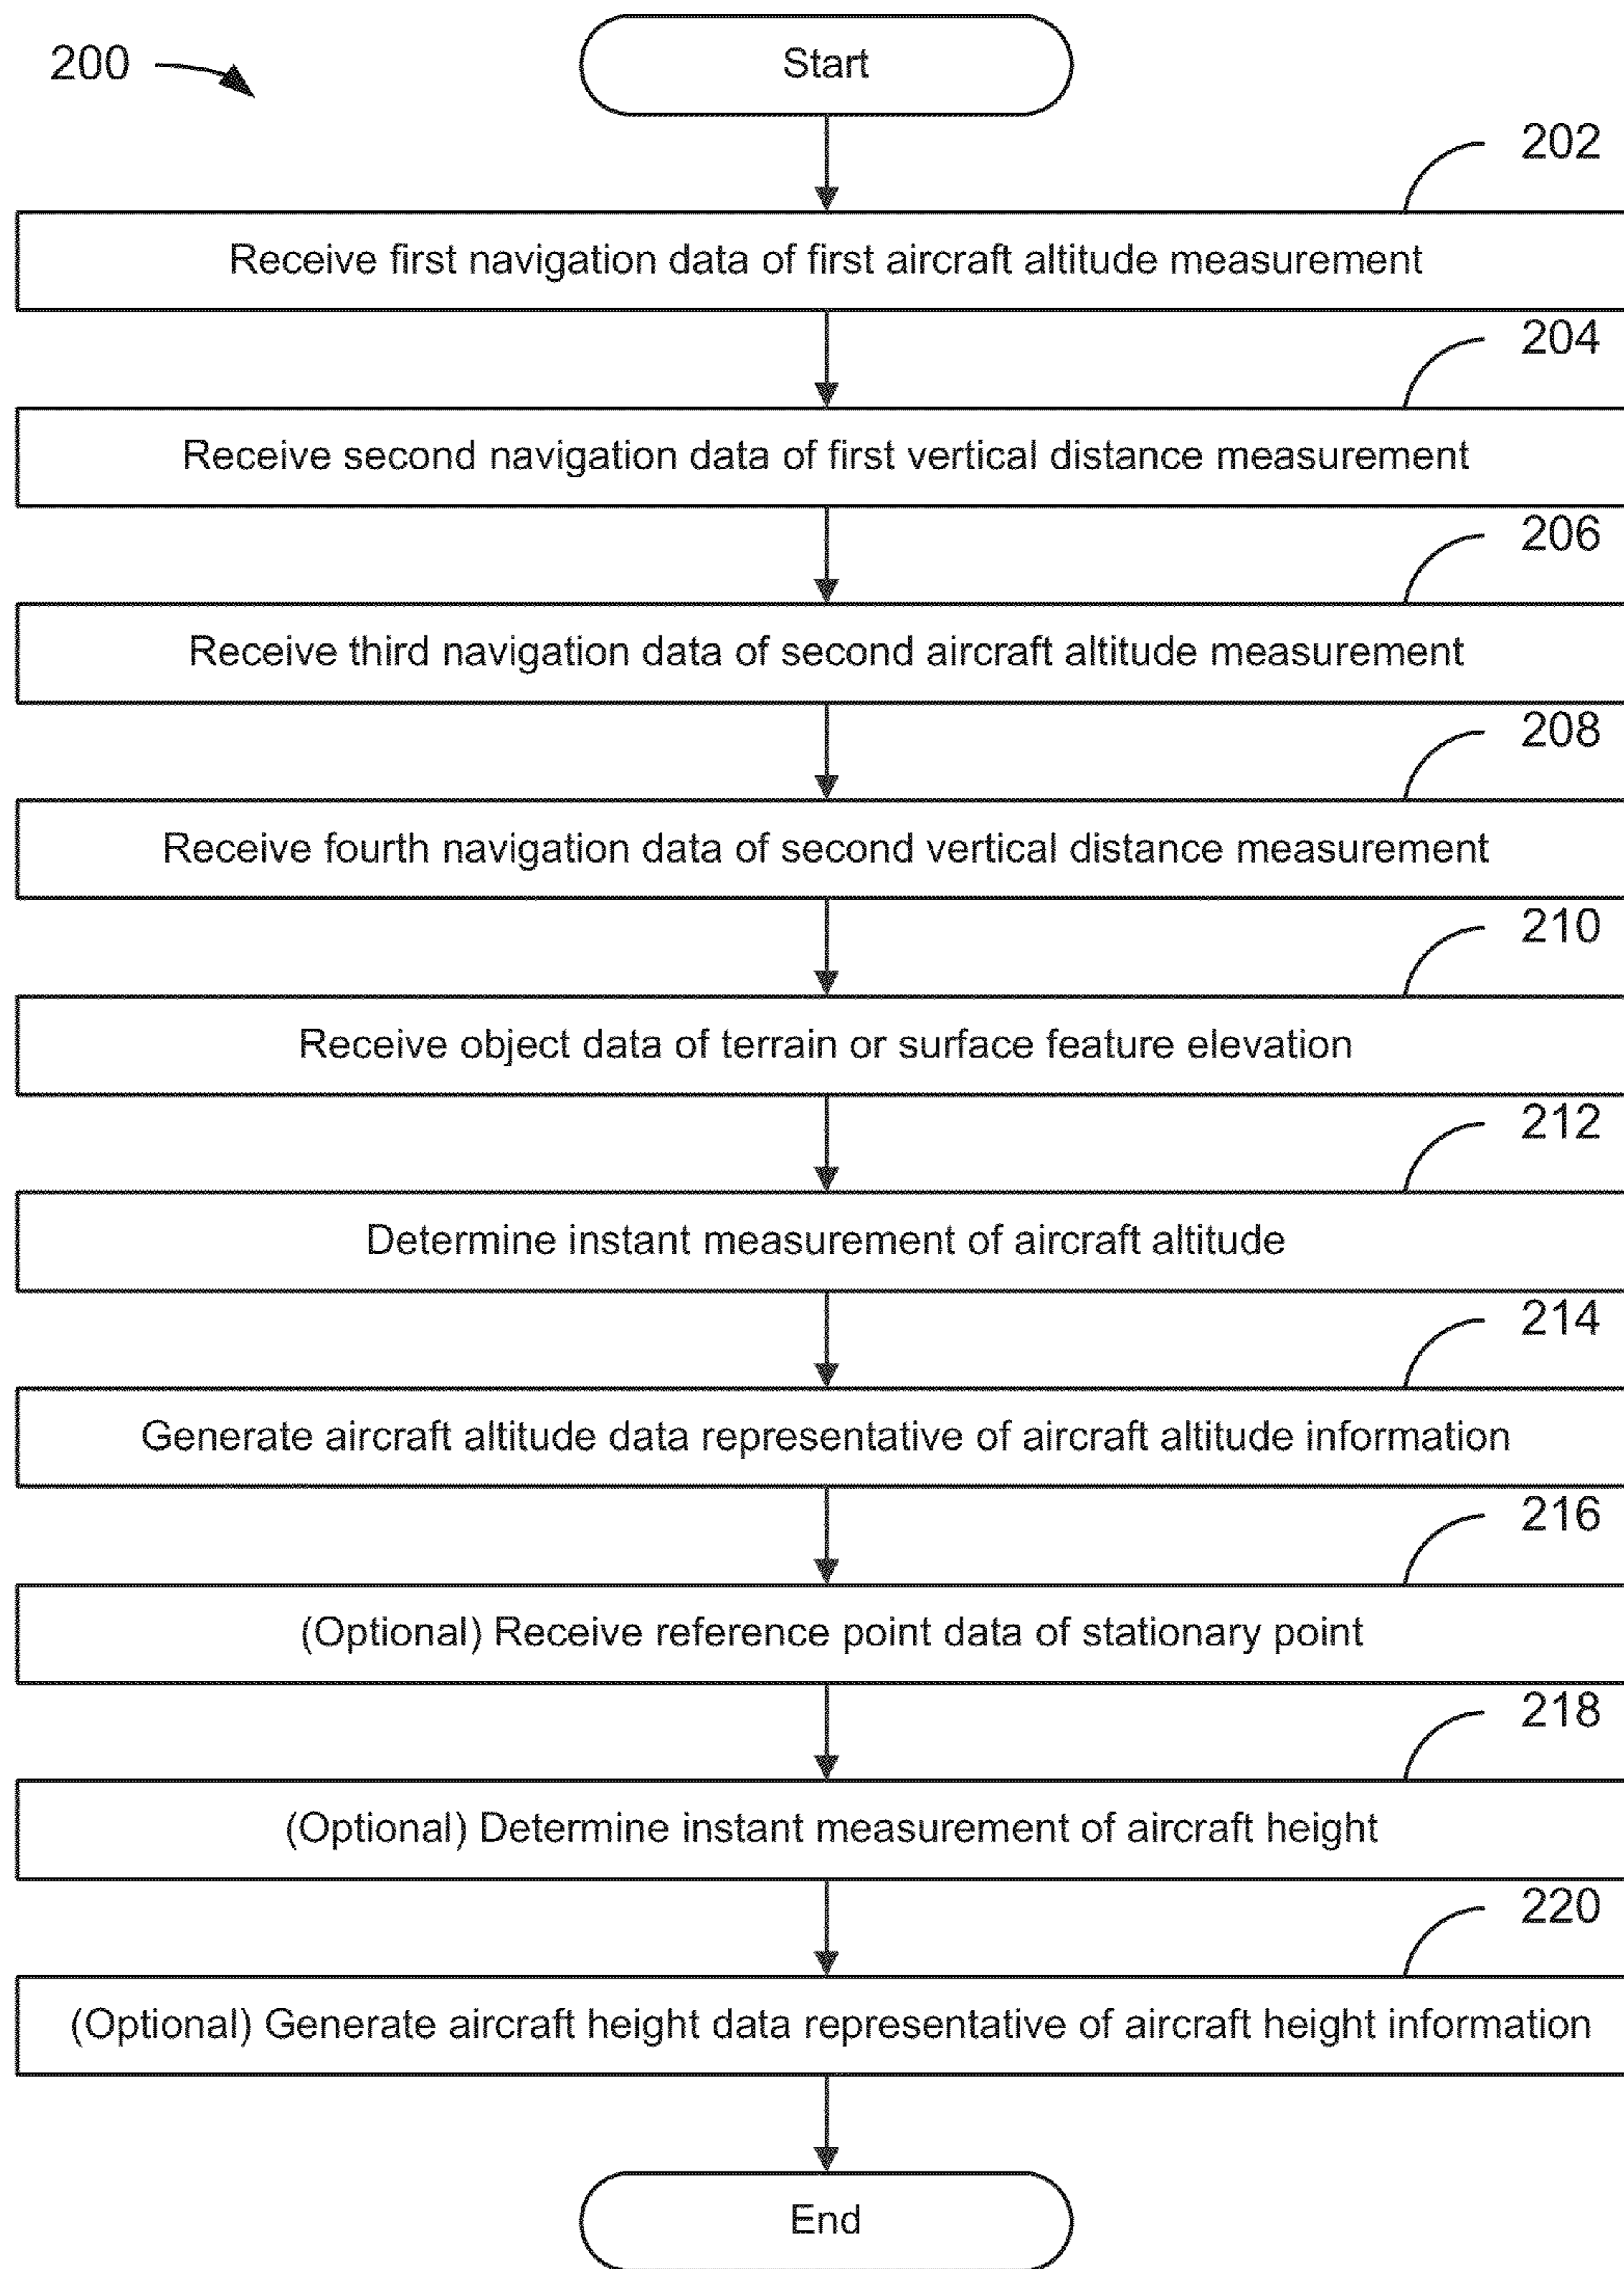 200
Start
202
Receive first navigation data of first aircraft altitude measurement
204
Receive second navigation data of first vertical distance measurement
206
Receive third navigation data of second aircraft altitude measurement
208
Receive fourth navigation data of second vertical distance measurement
210
Receive object data of terrain or surface feature elevation
212
Determine instant measurement of aircraft altitude
214
Generate aircraft altitude data representative of aircraft altitude information
216
(Optional) Receive reference point data of stationary point
218
(Optional) Determine instant measurement of aircraft height
220
(Optional) Generate aircraft height data representative of aircraft height information
End